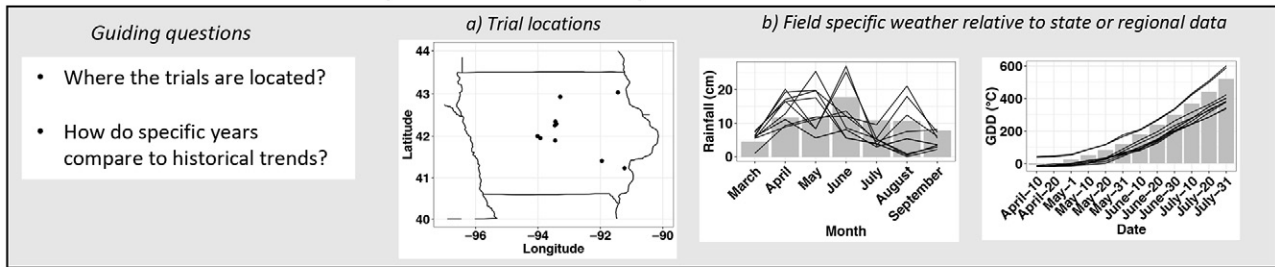 Guiding questions
• Where the trials are located?
• How do specific years
compare to historical trends?
a) Trial locations
44
43
42
41
40
Latitude
−96
−94
−92
−90
Longitude
b) Field specific weather relative to state or regional data
20
10
0
Rainfall (cm)
March
April
May
June
July
August
September
Month
600
400
200
0
GDD (°C)
April−10
April−20
May−1
May−10
May−20
May−31
June−10
June−20
June−30
July−10
July−20
July−31
Date